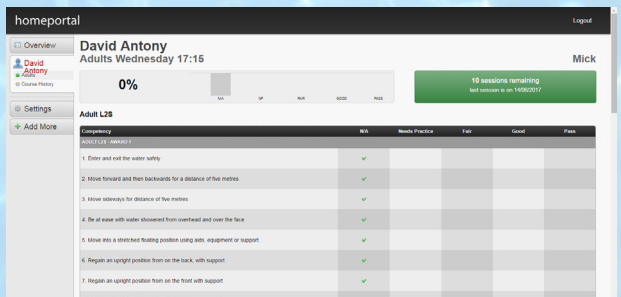 homeportal
Logout
Overview
David Antony
Adults
Course History
Settings
Add More
David Antony
Adults Wednesday 17:15
Mick
0%
N/A NP FAIR GOOD PASS
10 sessions remaining
last session is on 14/06/2017
Adult L2S
Competency N/A Needs Practice Fair Good Pass
ADULT L2S - AWARD 1
1. Enter and exit the water safely
2. Move forward and then backwards for a distance of five metres
3. Move sideways for distance of five metres
4. Be at ease with water showered from overhead and over the face
5. Move into a stretched floating position using aids, equipment or support
6. Regain an upright position from on the back, with support
7. Regain an upright position from on the front with support